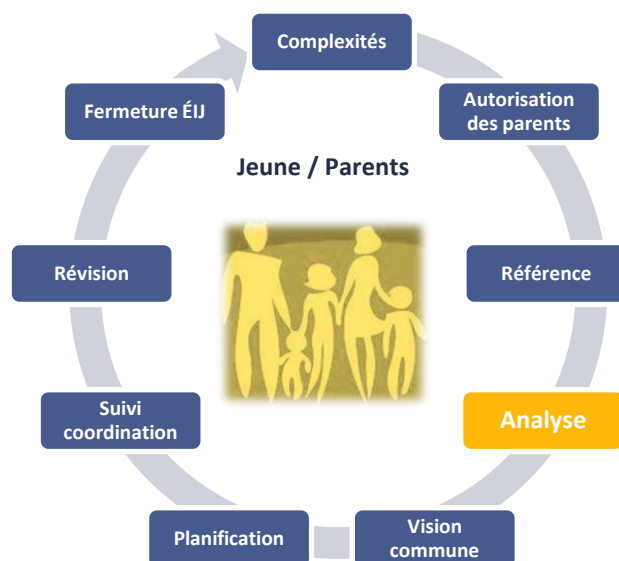 Complexités
Autorisation
des parents
Référence
Analyse
Vision
commune
Planification
Suivi
coordination
Révision
Fermeture ÉIJ
Jeune / Parents